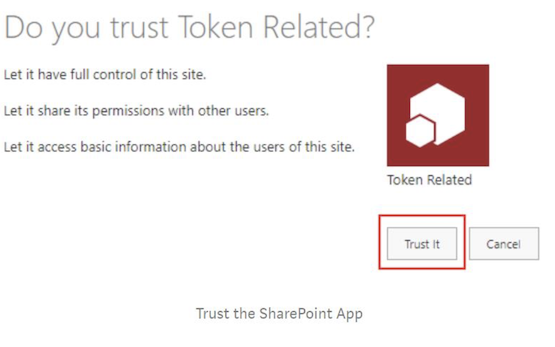 Do you trust Token Related?
Let it have full control of this site.
Let it share its permissions with other users.
Let it access basic information about the users of this site.
Token Related
Trust It
Cancel
Trust the SharePoint App